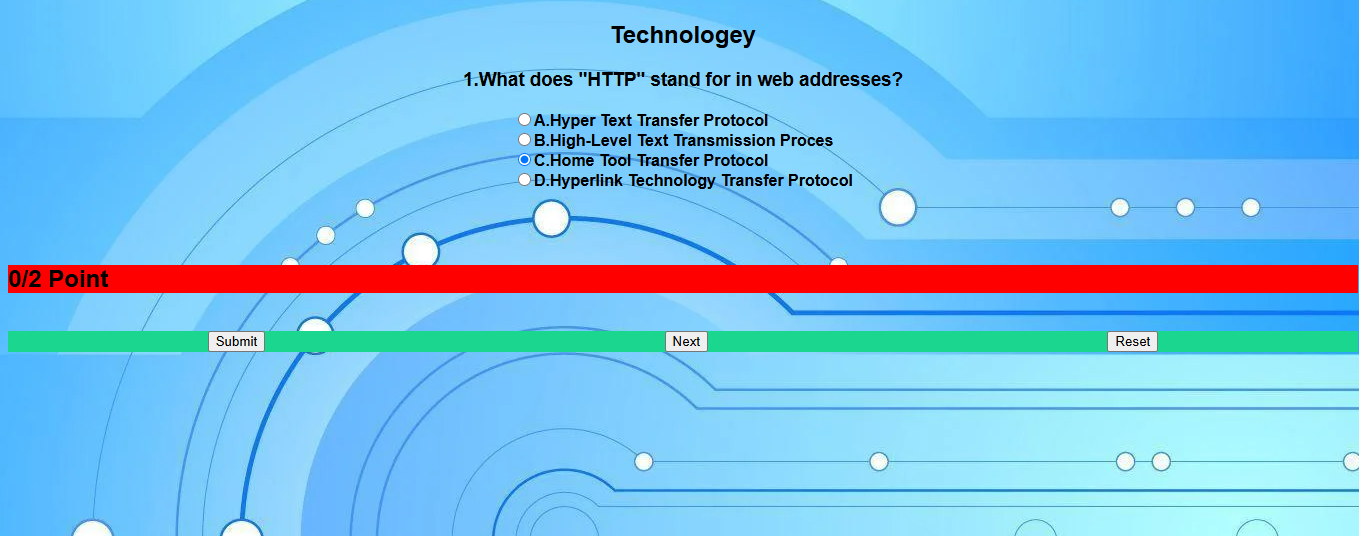 Technologey
1.What does "HTTP" stand for in web addresses?
A.Hyper Text Transfer Protocol
B.High-Level Text Transmission Proces
C.Home Tool Transfer Protocol
D.Hyperlink Technology Transfer Protocol
0/2 Point
Submit Next Reset